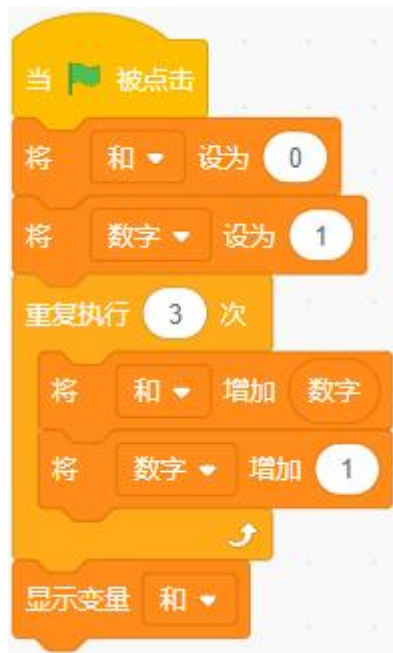 当 被点击
将 和 设为 0
将 数字 设为 1
重复执行 3 次
将 和 增加 数字
将 数字 增加 1
显示变量 和